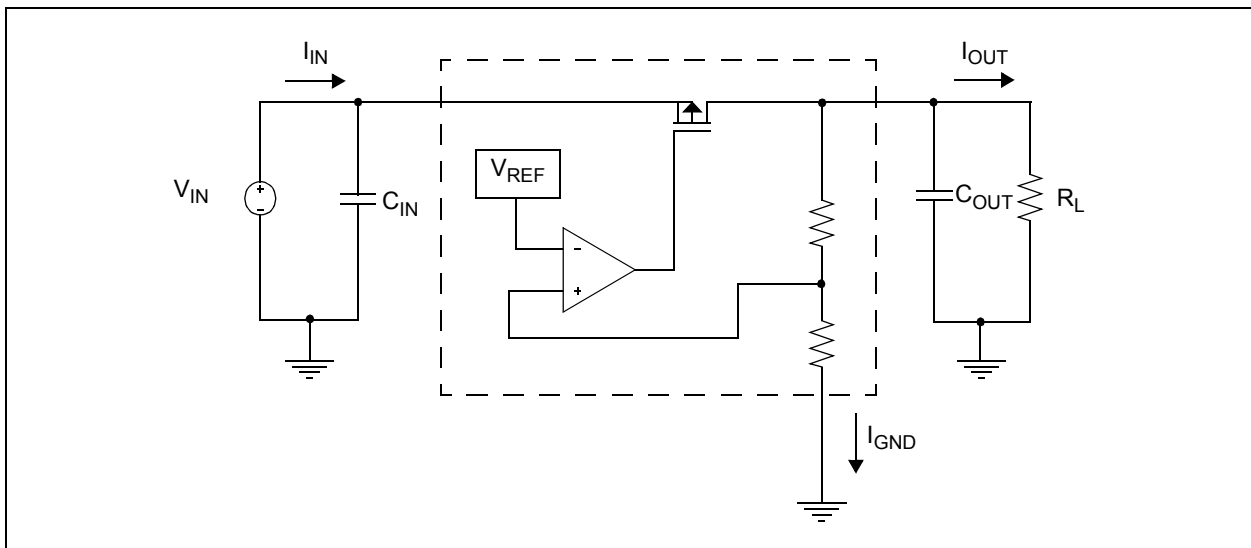 I_IN
I_OUT
V_REF
V_IN
+
-
C_IN
-
+
C_OUT
R_L
I_GND